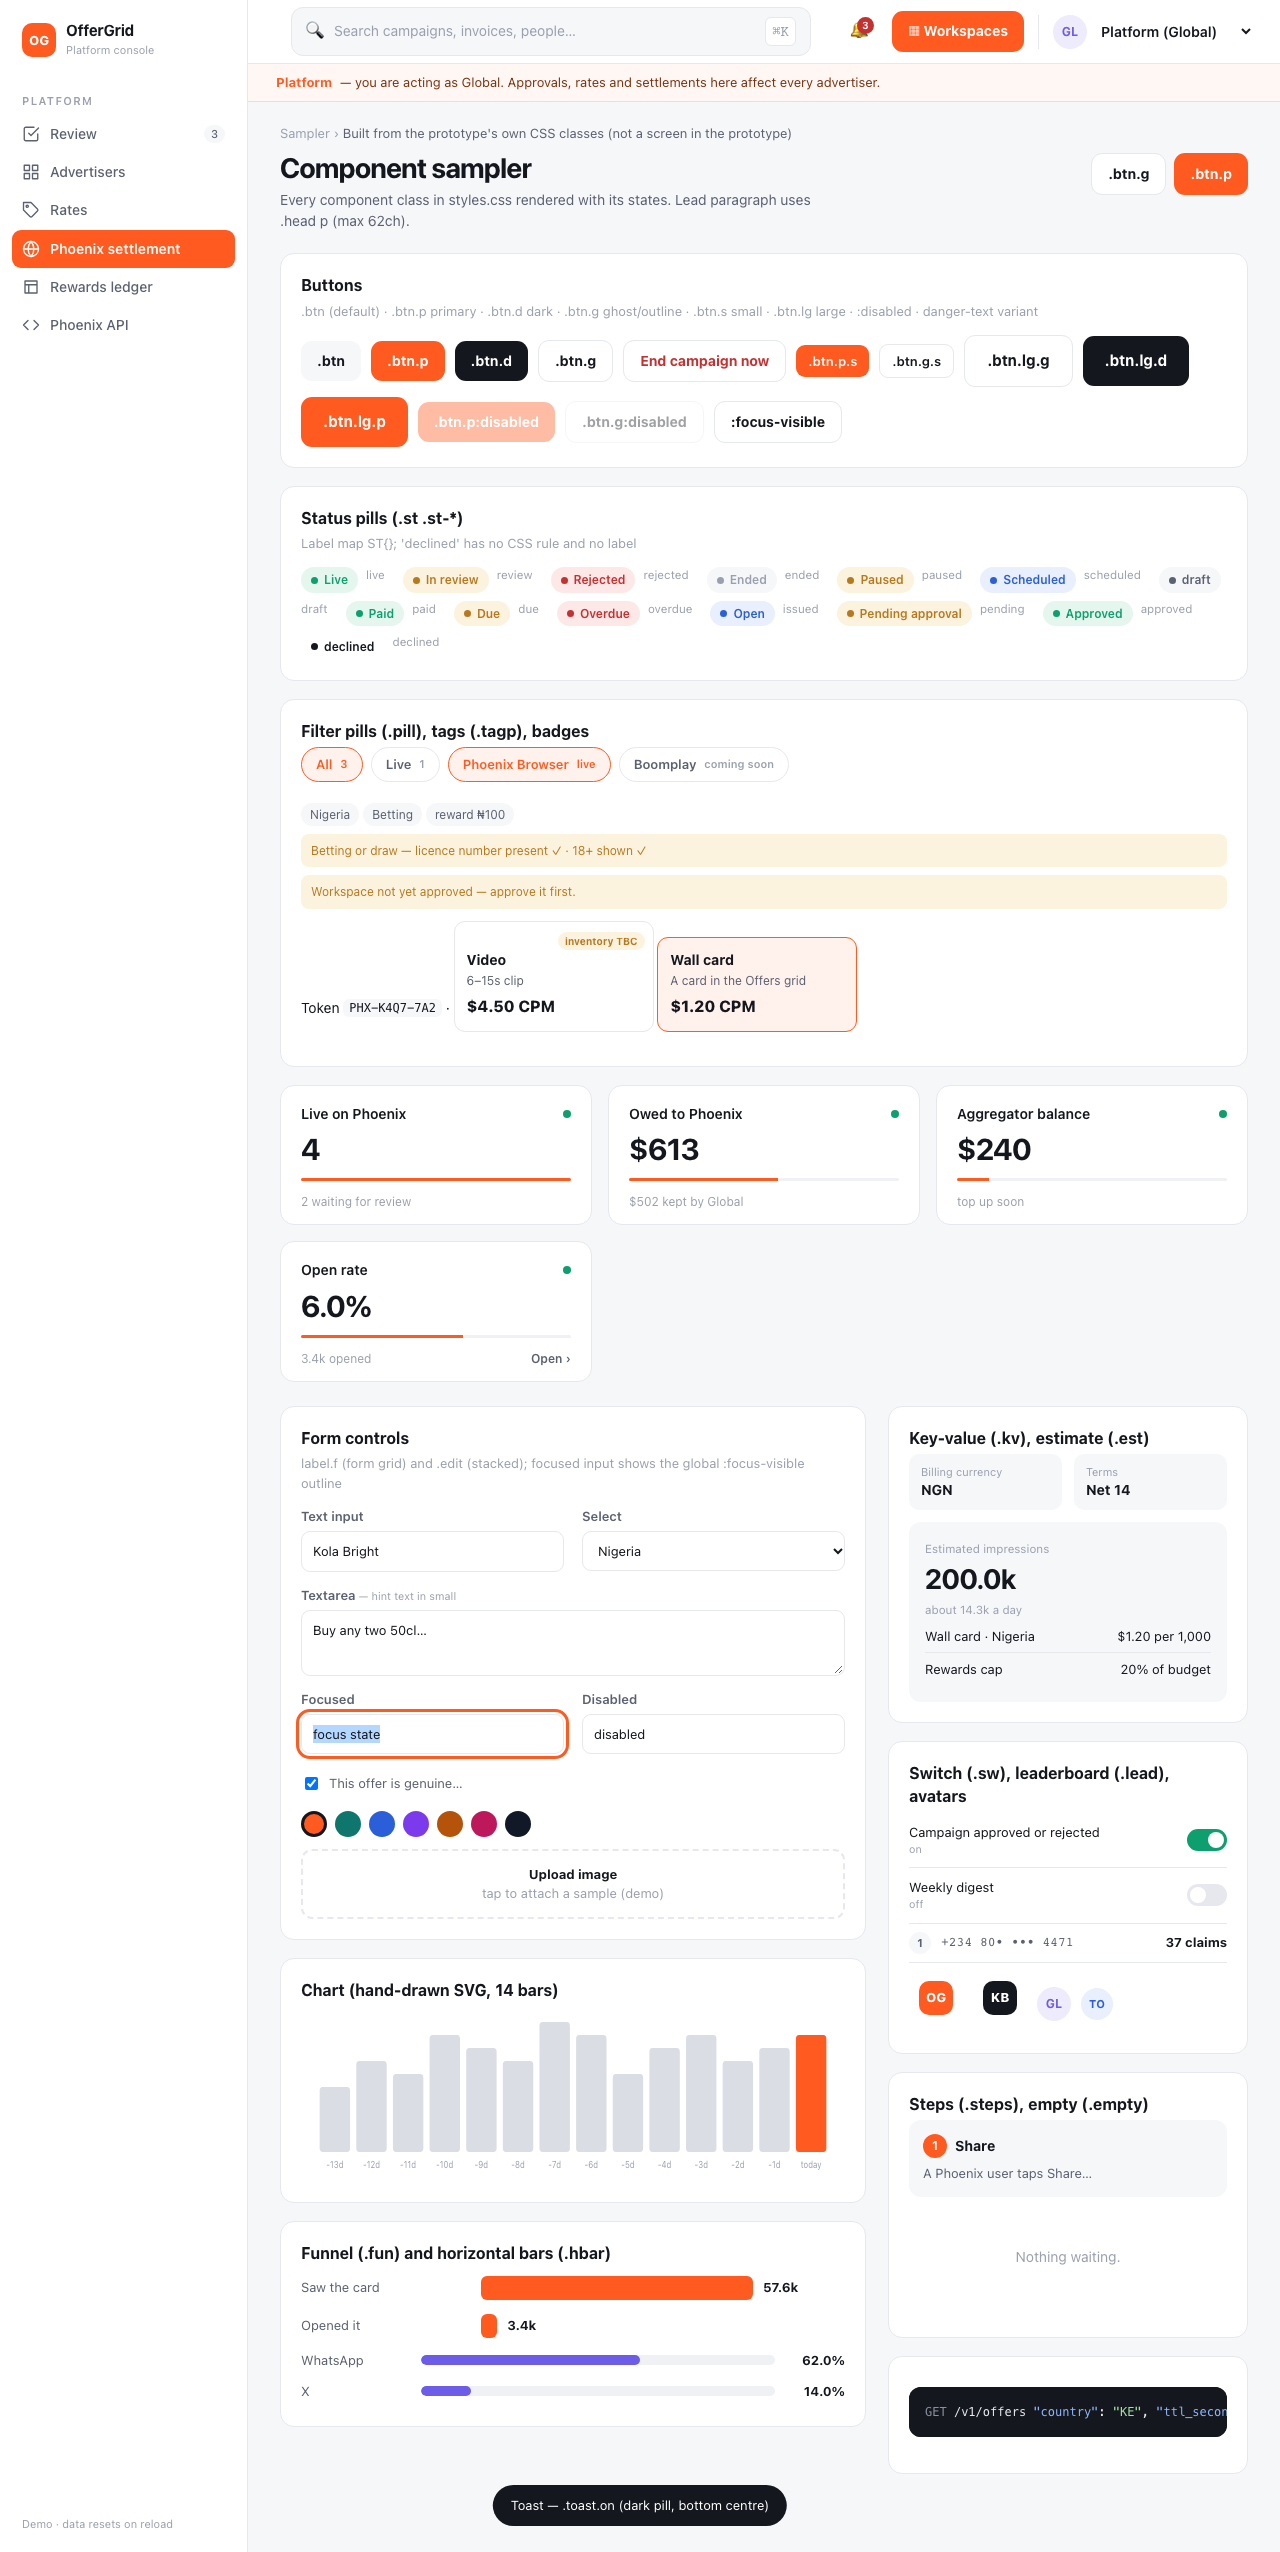 OG
OfferGrid
Platform console
PLATFORM
Review 3
Advertisers
Rates
Phoenix settlement
Rewards ledger
Phoenix API
Demo · data resets on reload
Search campaigns, invoices, people… ⌘K
3
Workspaces
GL Platform (Global)
Platform — you are acting as Global. Approvals, rates and settlements here affect every advertiser.
Sampler › Built from the prototype's own CSS classes (not a screen in the prototype)
Component sampler
Every component class in styles.css rendered with its states. Lead paragraph uses
.head p (max 62ch).
.btn.g .btn.p
Buttons
.btn (default) · .btn.p primary · .btn.d dark · .btn.g ghost/outline · .btn.s small · .btn.lg large · :disabled · danger-text variant
.btn .btn.p .btn.d .btn.g End campaign now .btn.p.s .btn.g.s .btn.lg.g .btn.lg.d
.btn.lg.p .btn.p:disabled .btn.g:disabled :focus-visible
Status pills (.st .st-*)
Label map ST{}; 'declined' has no CSS rule and no label
Live live In review review Rejected rejected Ended ended Paused paused Scheduled scheduled draft
draft Paid paid Due due Overdue overdue Open issued Pending approval pending Approved approved
declined declined
Filter pills (.pill), tags (.tagp), badges
All 3 Live 1 Phoenix Browser live Boomplay coming soon
Nigeria Betting reward ₦100
Betting or draw — licence number present ✓ · 18+ shown ✓
Workspace not yet approved — approve it first.
inventory TBC
Video
6–15s clip
$4.50 CPM
Wall card
A card in the Offers grid
$1.20 CPM
Token PHX-K4Q7-7A2 ·
Live on Phoenix
4
2 waiting for review
Owed to Phoenix
$613
$502 kept by Global
Aggregator balance
$240
top up soon
Open rate
6.0%
3.4k opened Open ›
Form controls
label.f (form grid) and .edit (stacked); focused input shows the global :focus-visible
outline
Text input
Kola Bright
Select
Nigeria
Textarea — hint text in small
Buy any two 50cl…
Focused
focus state
Disabled
disabled
This offer is genuine…
Upload image
tap to attach a sample (demo)
Chart (hand-drawn SVG, 14 bars)
-13d -12d -11d -10d -9d -8d -7d -6d -5d -4d -3d -2d -1d today
Funnel (.fun) and horizontal bars (.hbar)
Saw the card 57.6k
Opened it 3.4k
WhatsApp 62.0%
X 14.0%
Key-value (.kv), estimate (.est)
Billing currency
NGN
Terms
Net 14
Estimated impressions
200.0k
about 14.3k a day
Wall card · Nigeria $1.20 per 1,000
Rewards cap 20% of budget
Switch (.sw), leaderboard (.lead),
avatars
Campaign approved or rejected
on
Weekly digest
off
1 +234 80• ••• 4471 37 claims
OG KB GL TO
Steps (.steps), empty (.empty)
1 Share
A Phoenix user taps Share…
Nothing waiting.
GET /v1/offers "country": "KE", "ttl_secon
Toast — .toast.on (dark pill, bottom centre)